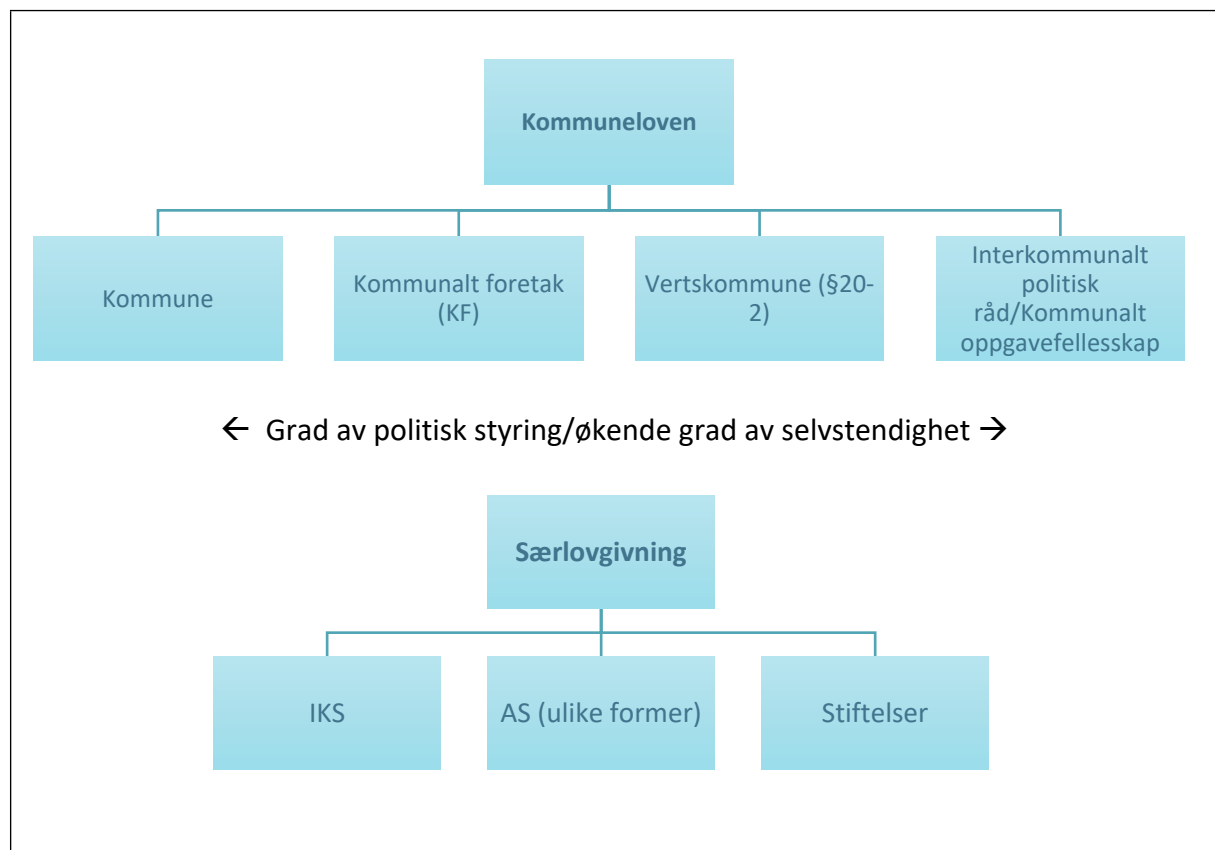 Kommuneloven
Kommune
Kommunalt foretak
(KF)
Vertskommune (§20-
2)
Interkommunalt
politisk
råd/Kommunalt
oppgavefellesskap
← Grad av politisk styring/økende grad av selvstendighet →
Særlovgivning
IKS
AS (ulike former)
Stiftelser